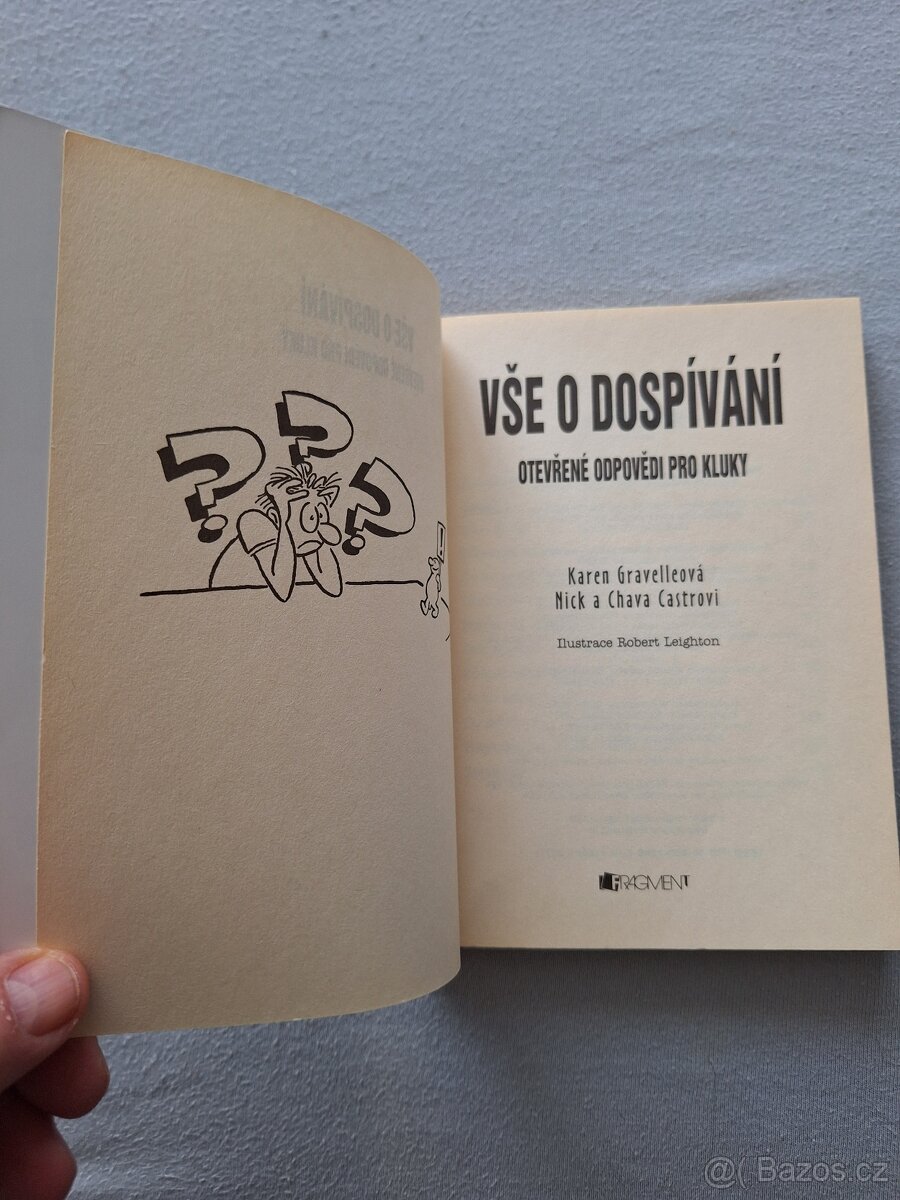 ? ? ?
!
VŠE O DOSPÍVÁNÍ
OTEVŘENÉ ODPOVĚDI PRO KLUKY
Karen Gravelleová
Nick a Chava Castrovi
Ilustrace Robert Leighton
FRAGMENT
@( Bazos.cz